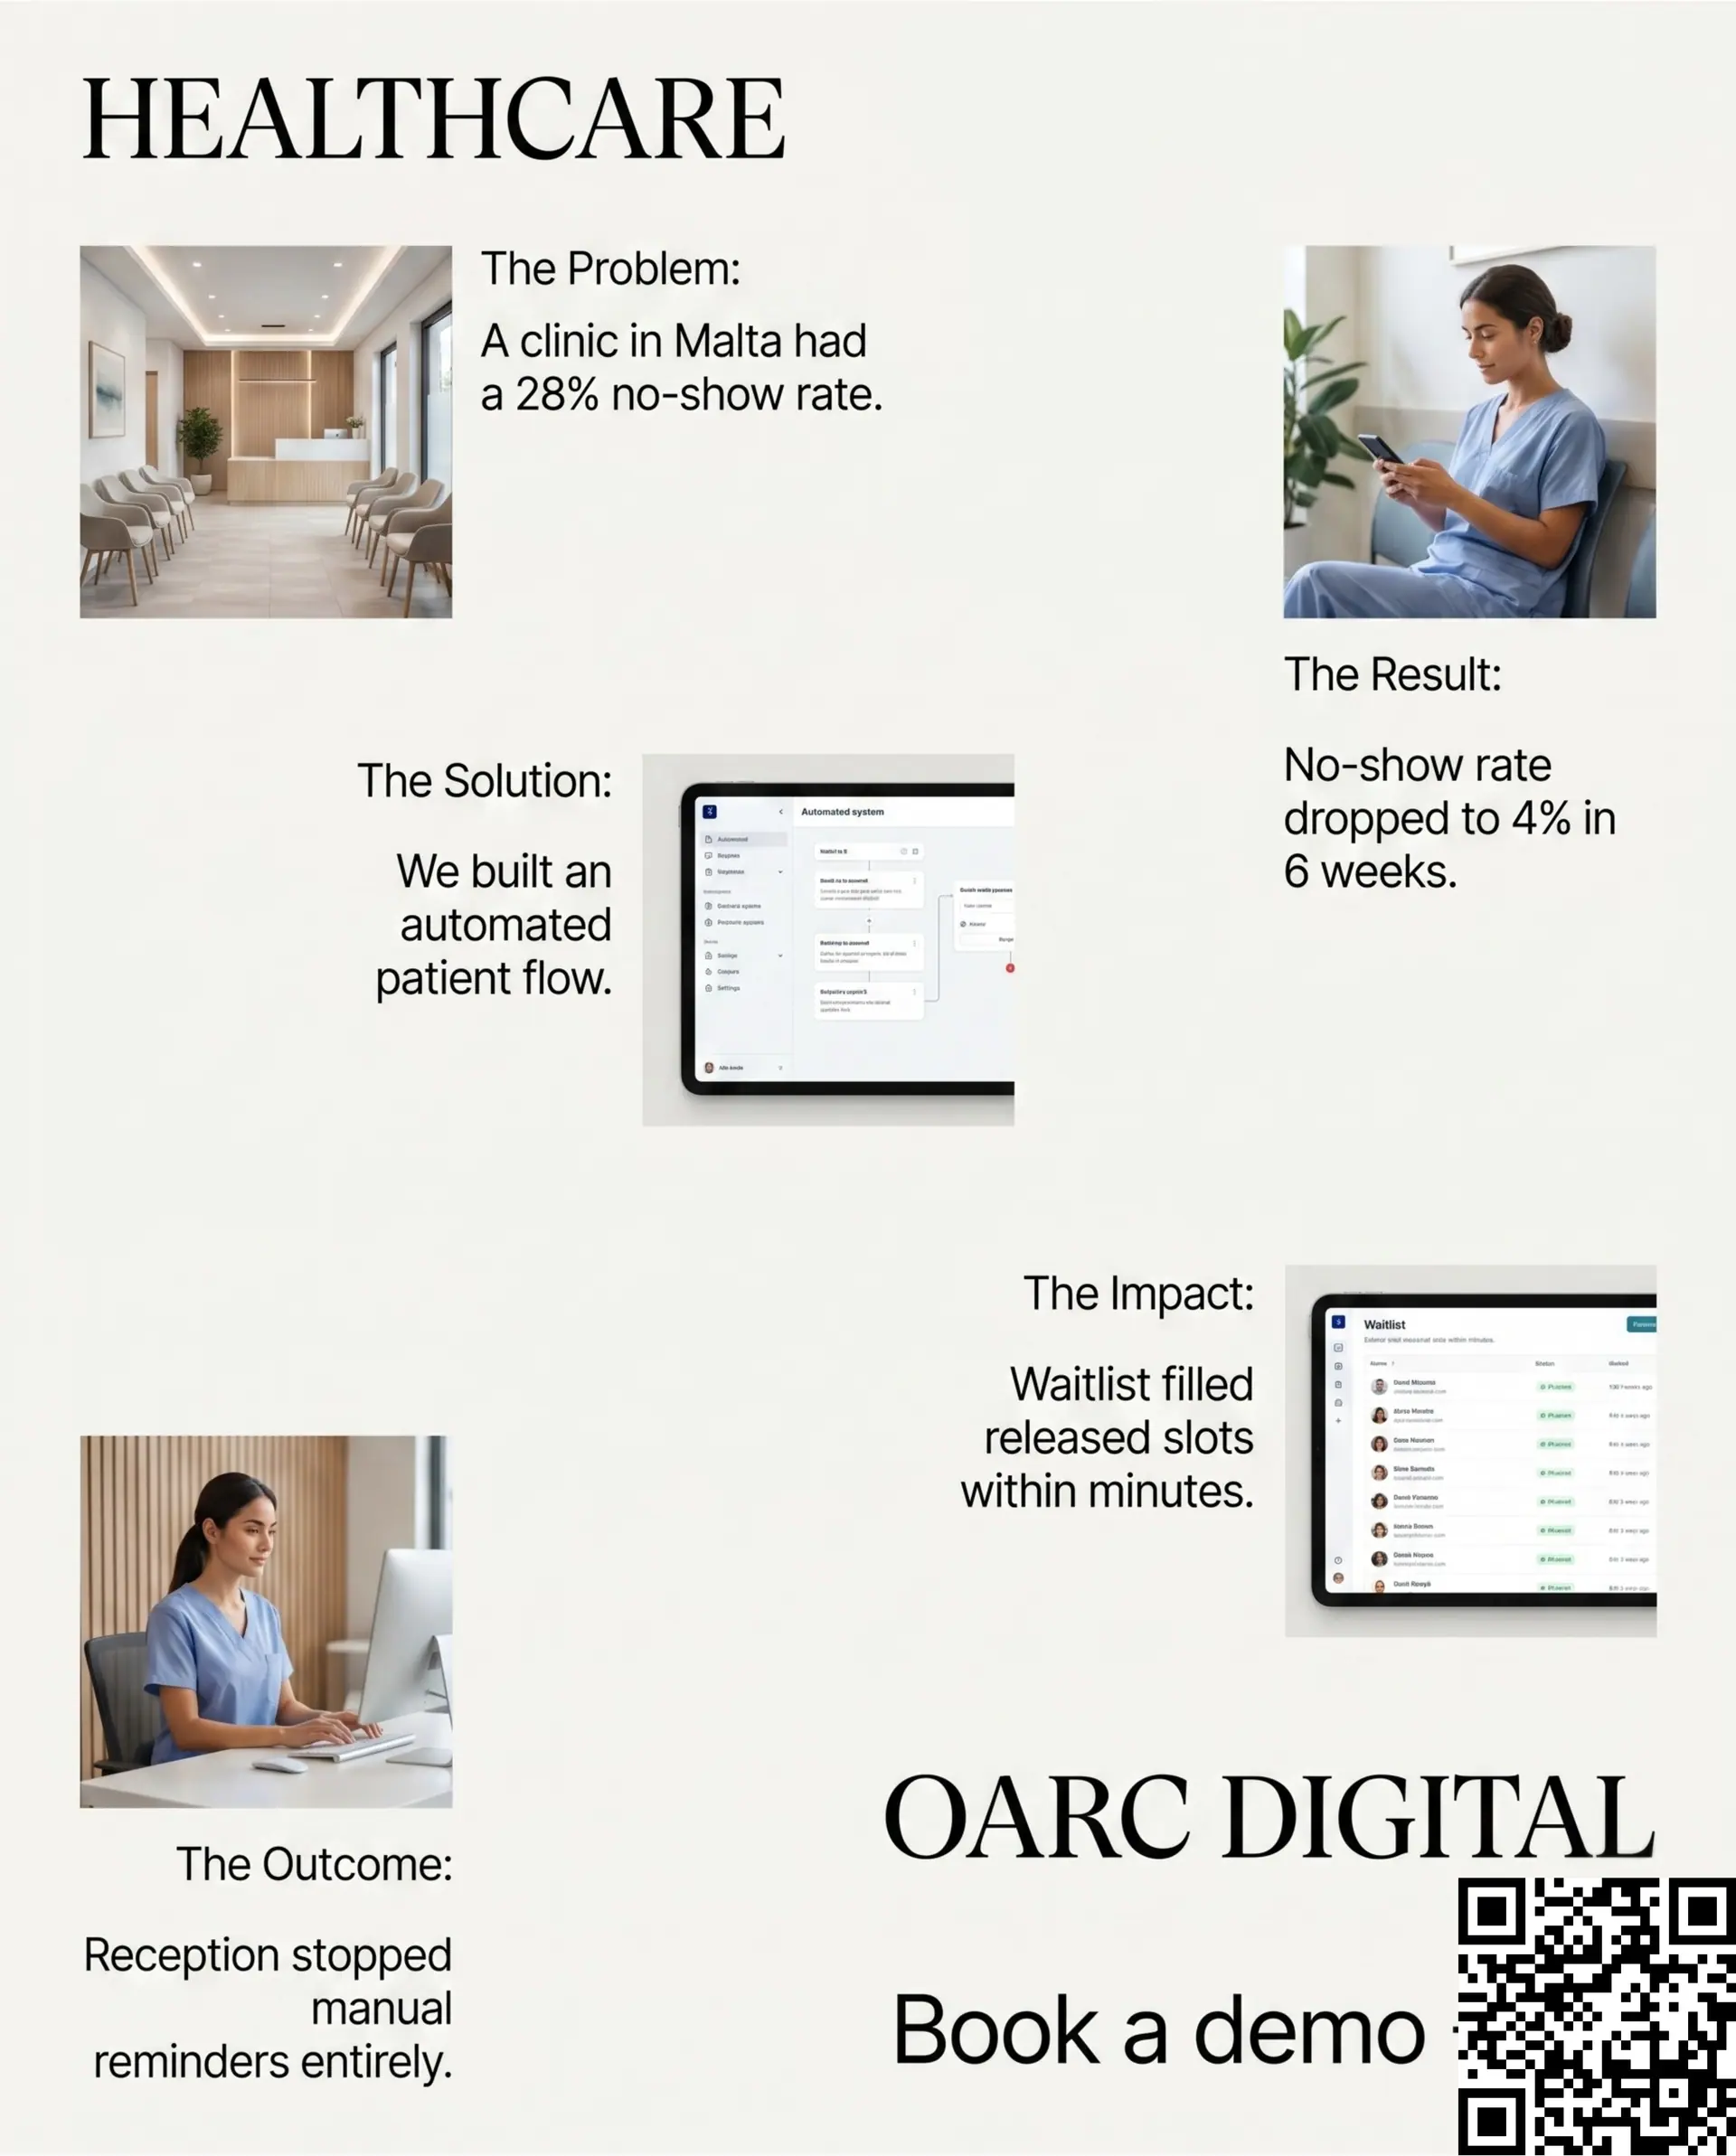 HEALTHCARE
The Problem:
A clinic in Malta had
a 28% no-show rate.
The Result:
No-show rate
dropped to 4% in
6 weeks.
The Solution:
We built an
automated
patient flow.
Automated system
Automated
Settings
The Impact:
Waitlist filled
released slots
within minutes.
Waitlist
The Outcome:
Reception stopped
manual
reminders entirely.
OARC DIGITAL
Book a demo